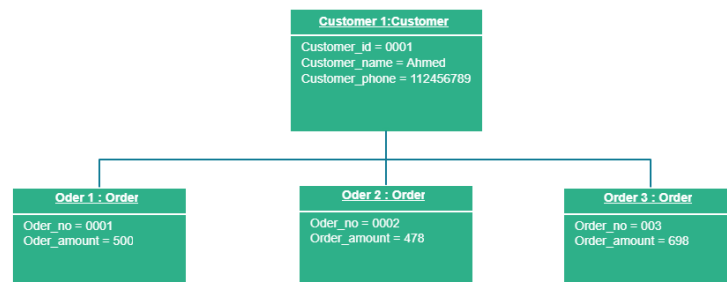 Customer 1:Customer
Customer_id = 0001
Customer_name = Ahmed
Customer_phone = 112456789
Oder 1 : Order
Oder_no = 0001
Oder_amount = 500
Oder 2 : Order
Oder_no = 0002
Order_amount = 478
Order 3 : Order
Order_no = 003
Order_amount = 698